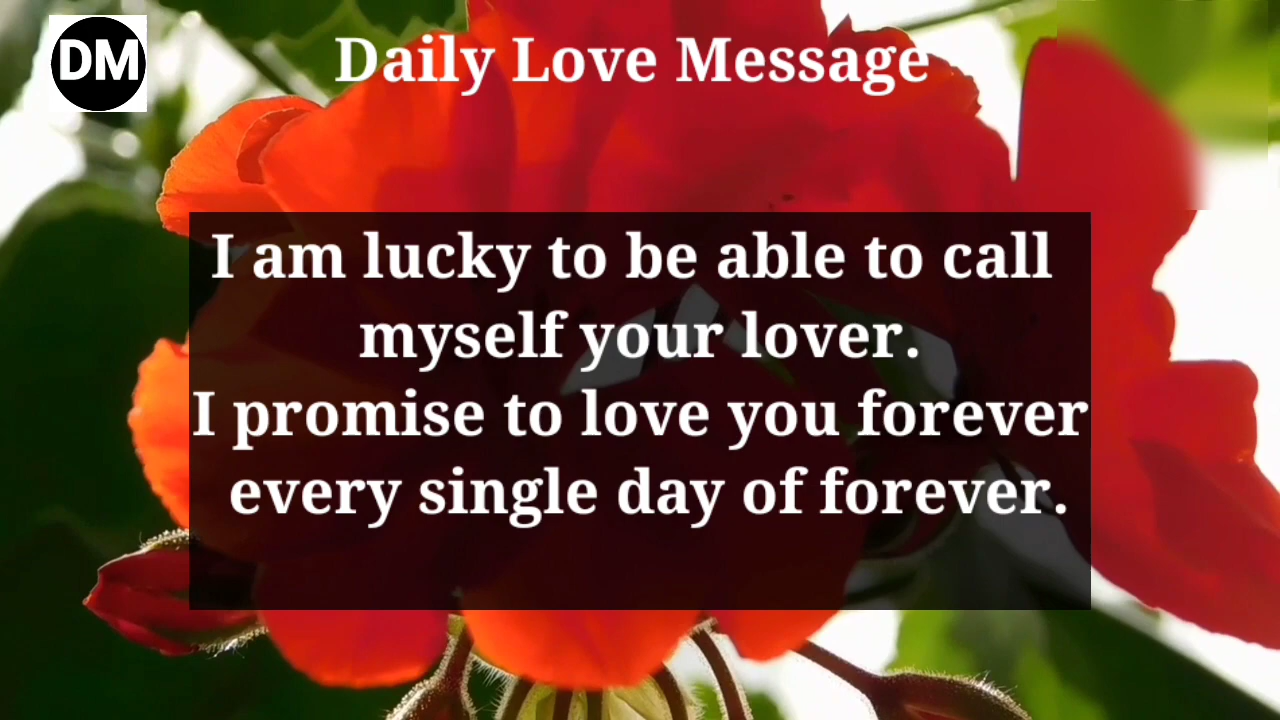 DM
Daily Love Message
I am lucky to be able to call
myself your lover.
I promise to love you forever
every single day of forever.